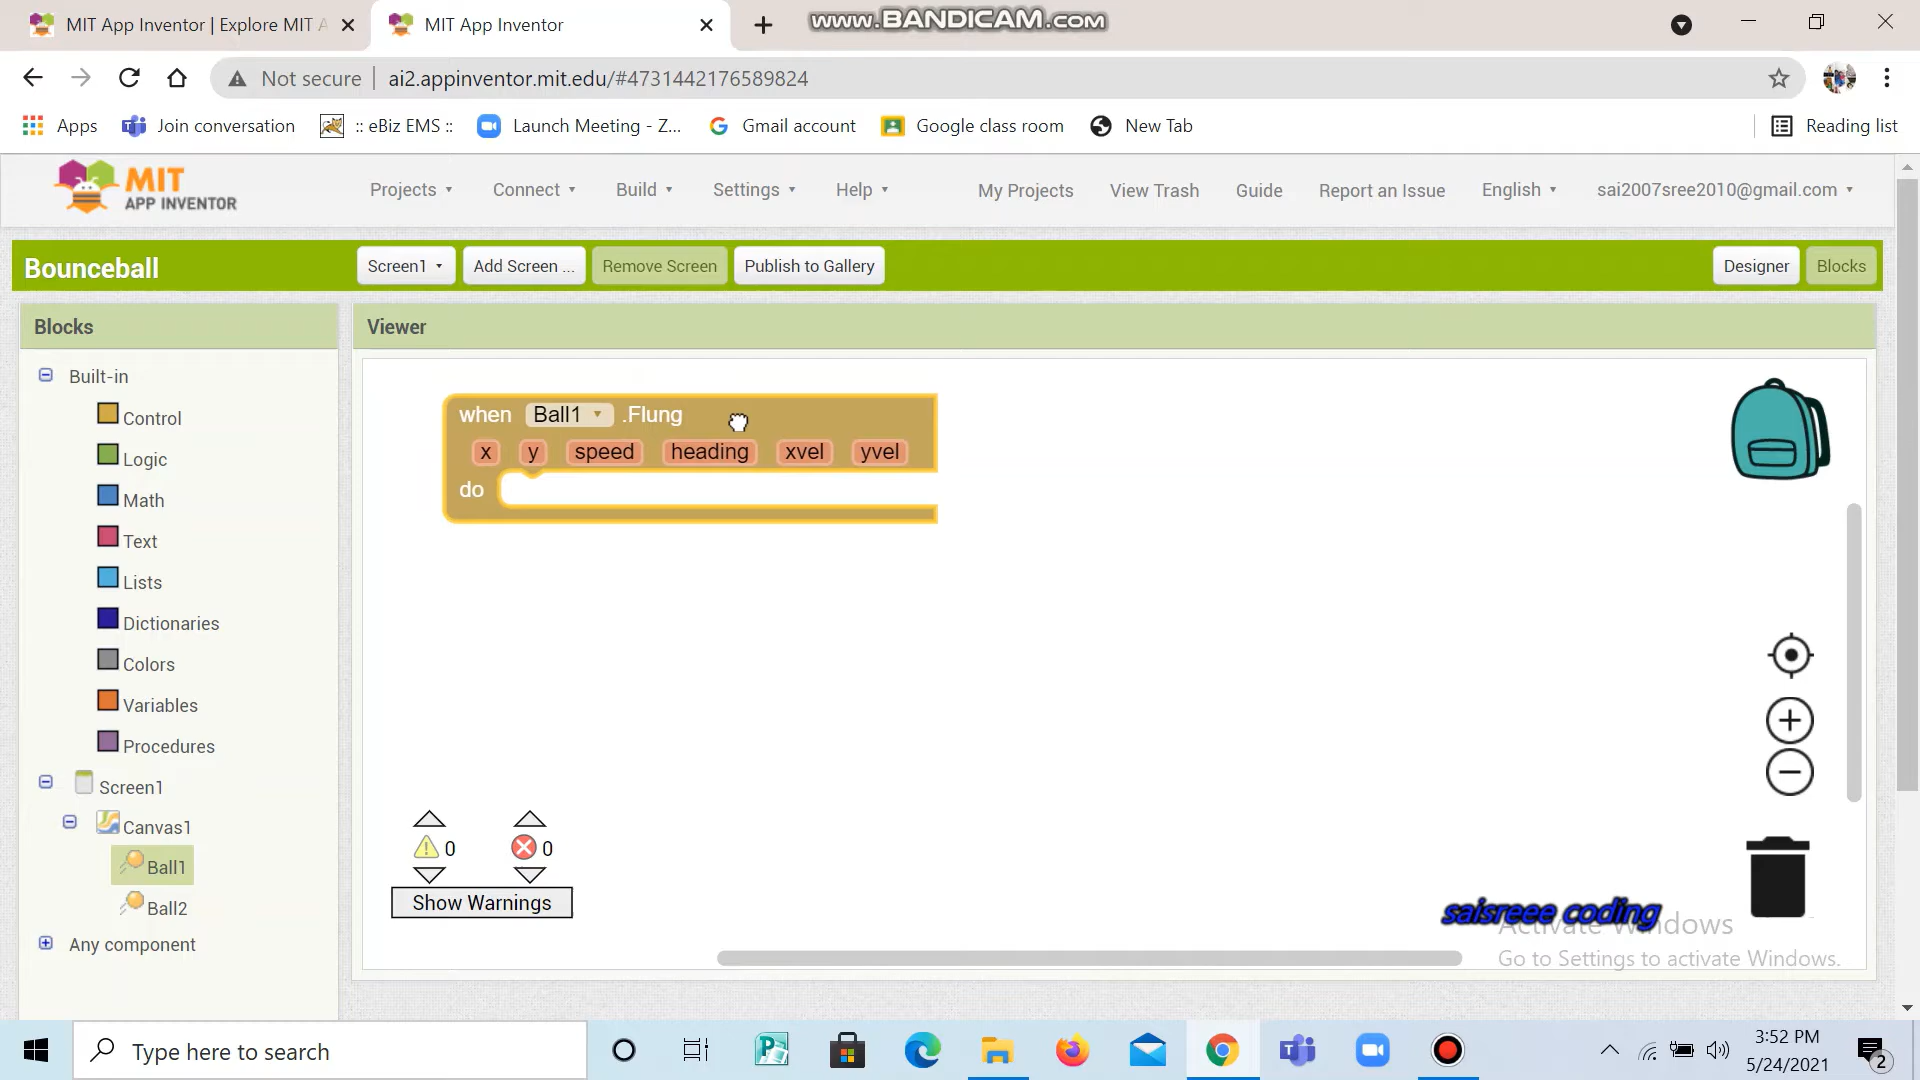 MIT App Inventor | Explore MIT A
MIT App Inventor
www.BANDICAM.com
Not secure
ai2.appinventor.mit.edu/#4731442176589824
Apps
Join conversation
:: eBiz EMS ::
Launch Meeting - Z...
Gmail account
Google class room
New Tab
Reading list
MIT
APP INVENTOR
Projects
Connect
Build
Settings
Help
My Projects
View Trash
Guide
Report an Issue
English
sai2007sree2010@gmail.com
Bounceball
Screen1
Add Screen ...
Remove Screen
Publish to Gallery
Designer
Blocks
Blocks
Viewer
Built-in
Control
Logic
Math
Text
Lists
Dictionaries
Colors
Variables
Procedures
Screen1
Canvas1
Ball1
Ball2
Any component
when Ball1 .Flung
x y speed heading xvel yvel
do
0
0
Show Warnings
saisreee coding
Activate Windows
Go to Settings to activate Windows.
Type here to search
3:52 PM
5/24/2021
2